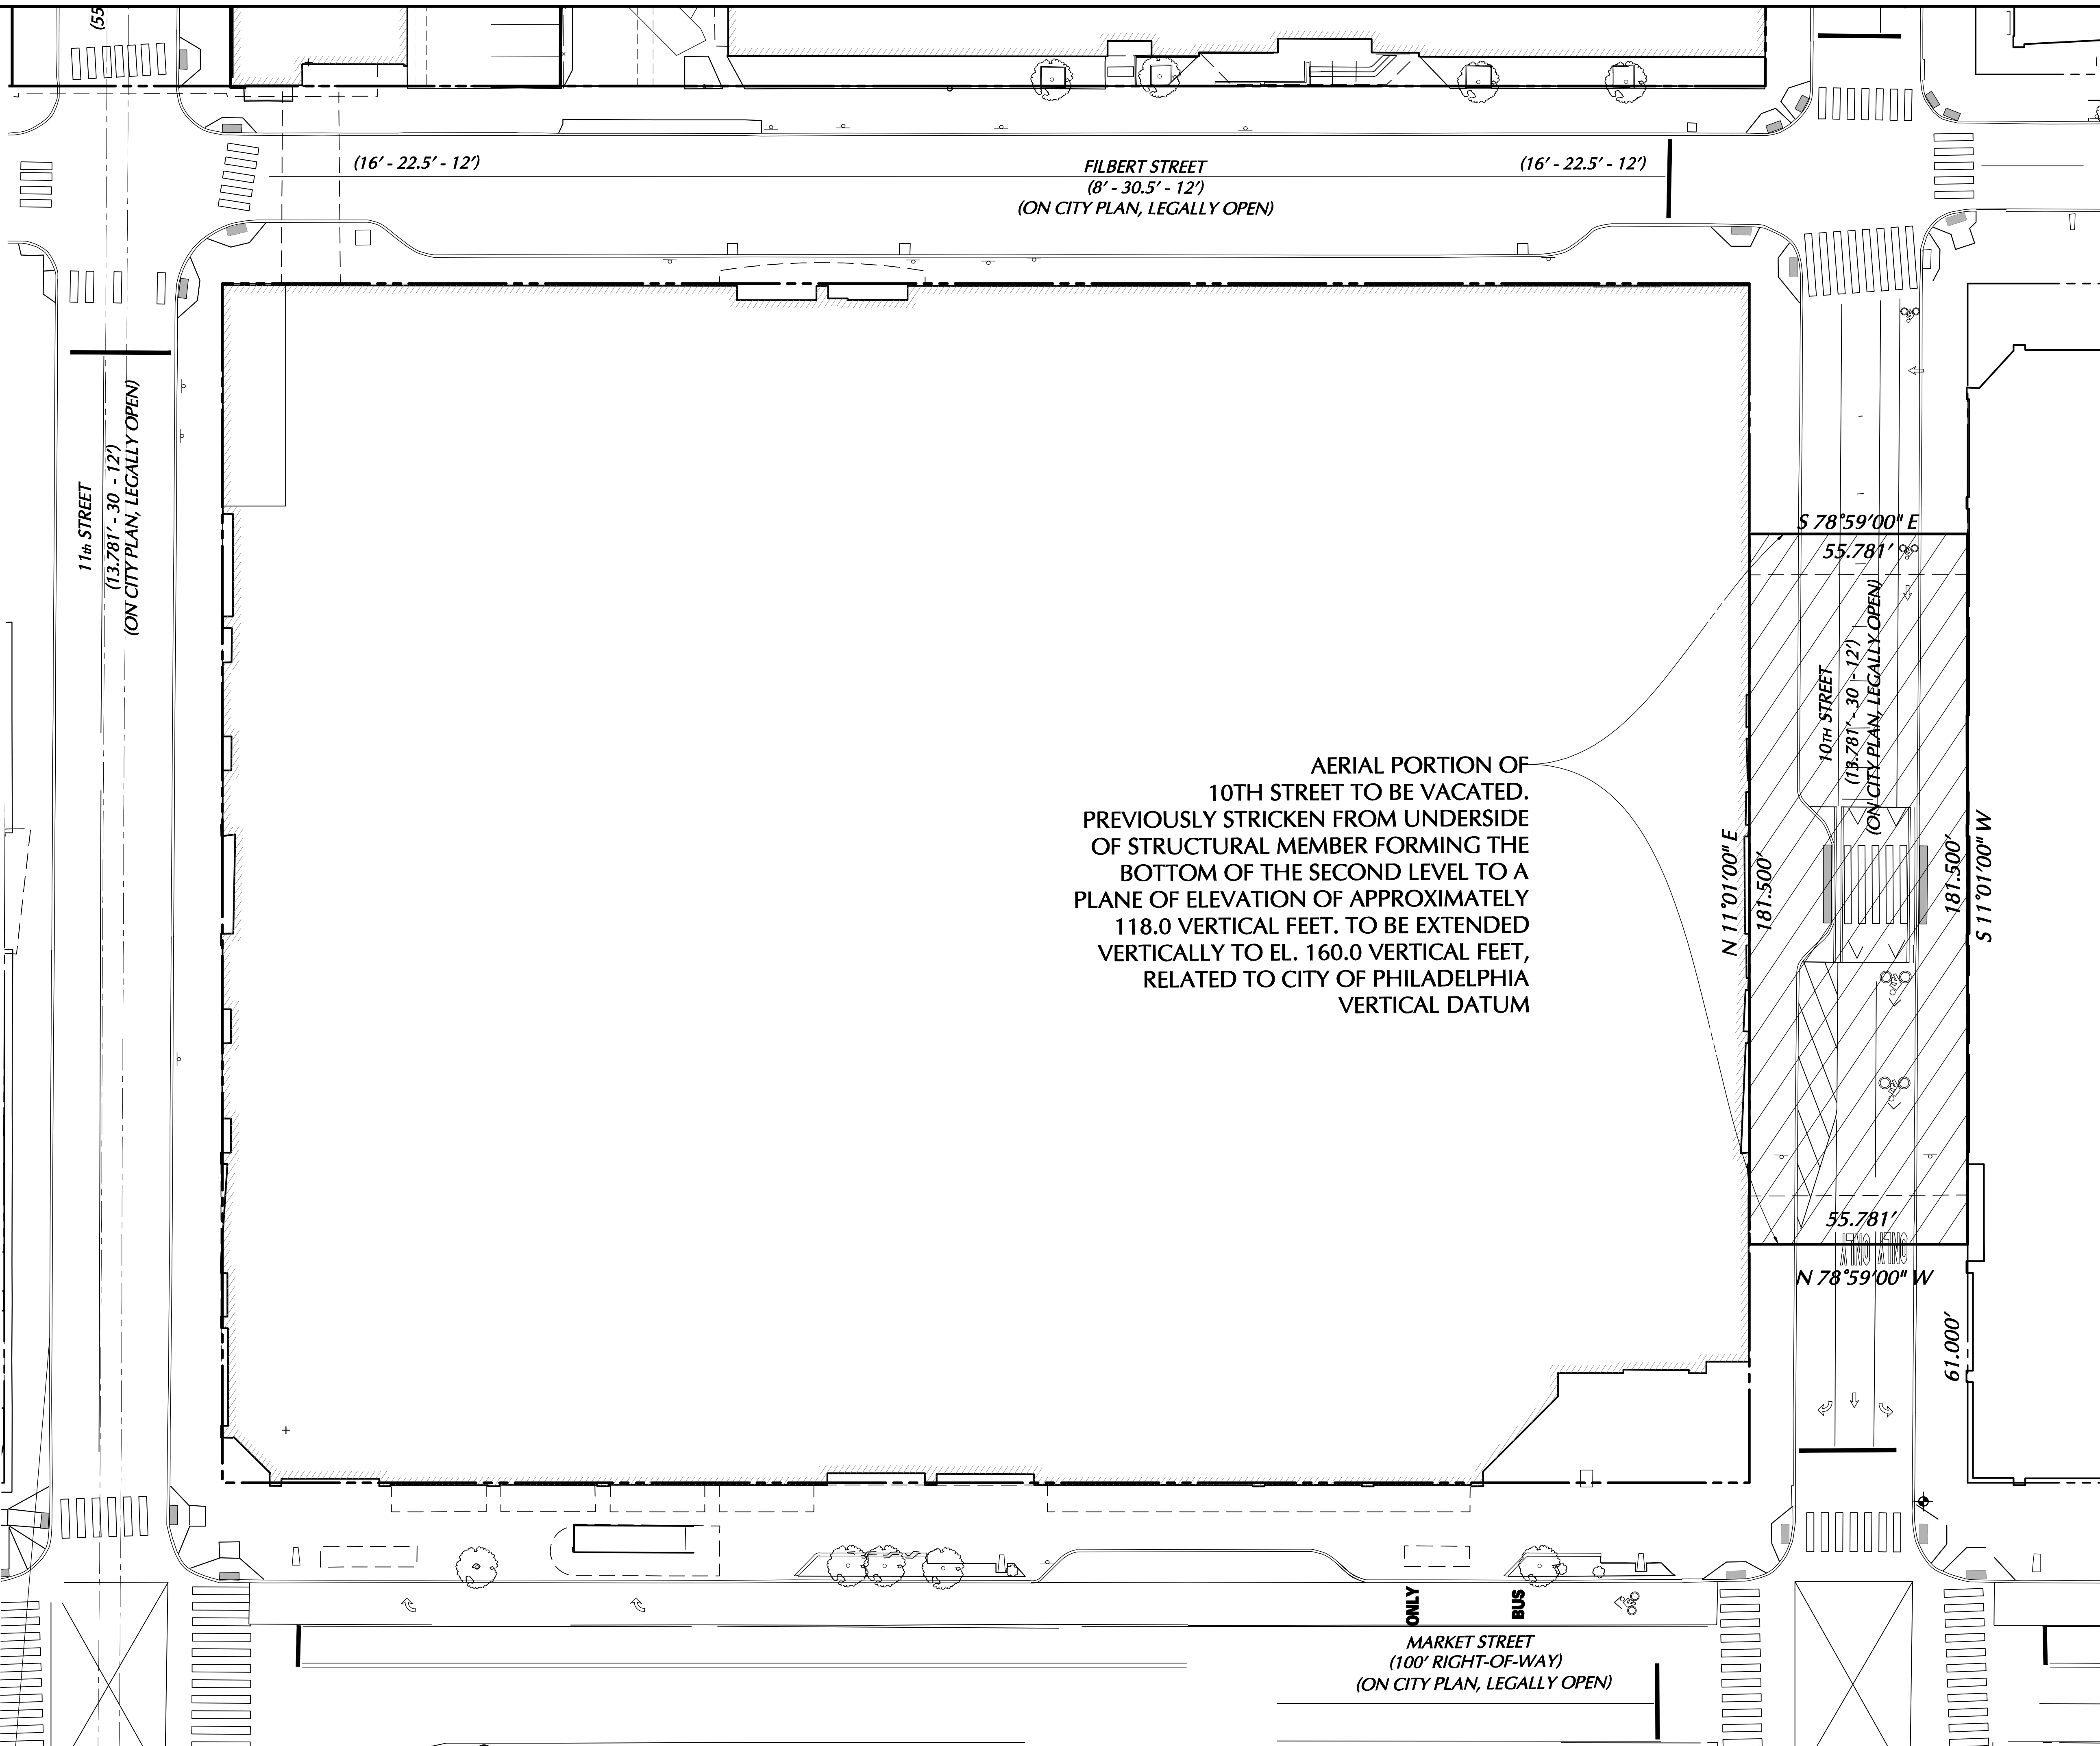 (55
(16' - 22.5' - 12')
FILBERT STREET
(8' - 30.5' - 12')
(ON CITY PLAN, LEGALLY OPEN)
(16' - 22.5' - 12')
11th STREET
(13.781' - 30 - 12')
(ON CITY PLAN, LEGALLY OPEN)
S 78°59'00" E
55.781'
10TH STREET
(13.781' - 30 - 12')
(ON CITY PLAN, LEGALLY OPEN)
AERIAL PORTION OF
10TH STREET TO BE VACATED.
PREVIOUSLY STRICKEN FROM UNDERSIDE
OF STRUCTURAL MEMBER FORMING THE
BOTTOM OF THE SECOND LEVEL TO A
PLANE OF ELEVATION OF APPROXIMATELY
118.0 VERTICAL FEET. TO BE EXTENDED
VERTICALLY TO EL. 160.0 VERTICAL FEET,
RELATED TO CITY OF PHILADELPHIA
VERTICAL DATUM
N 11°01'00" E
181.500'
181.500'
S 11°01'00" W
55.781'
ONLY ONLY
N 78°59'00" W
61.000'
ONLY
BUS
MARKET STREET
(100' RIGHT-OF-WAY)
(ON CITY PLAN, LEGALLY OPEN)